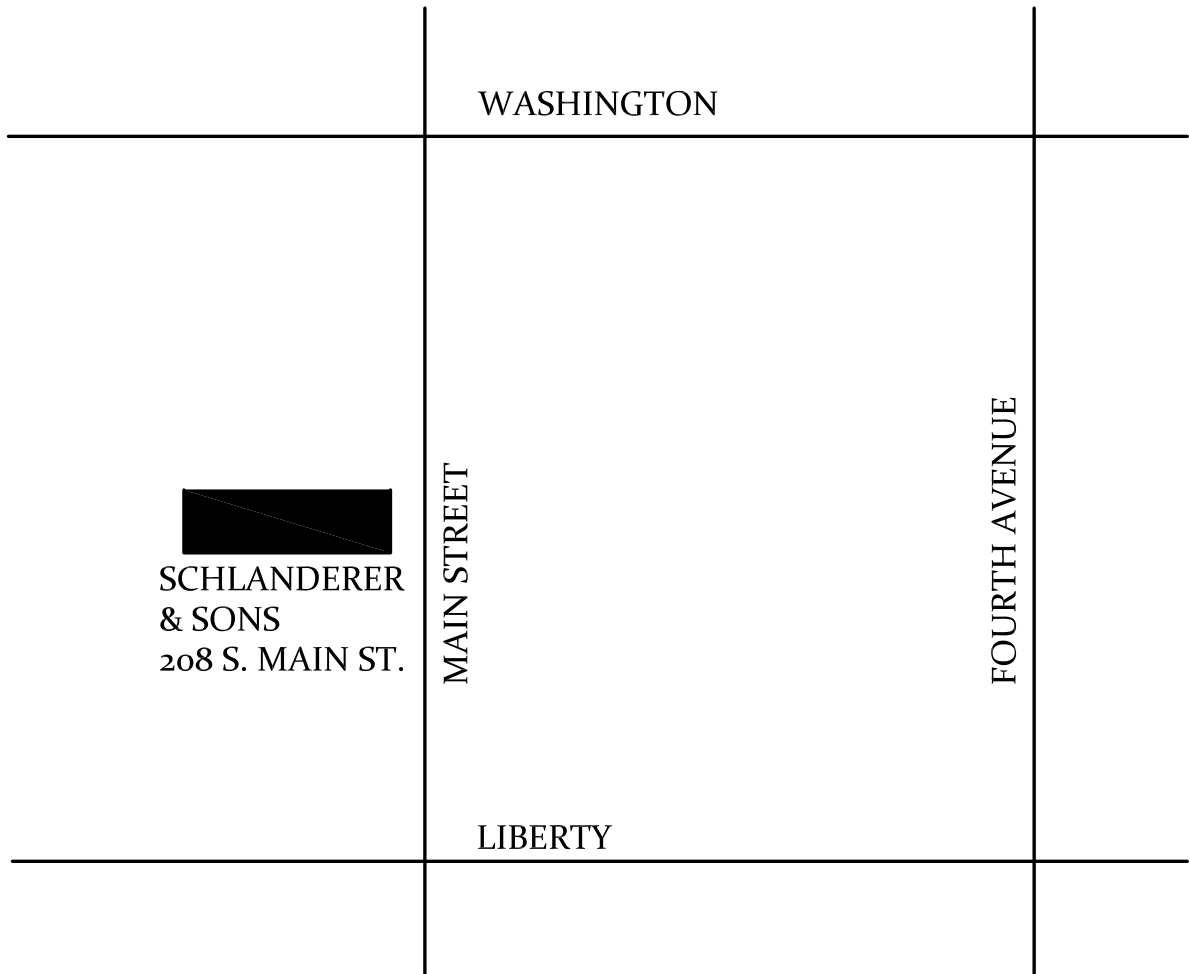 WASHINGTON
FOURTH AVENUE
MAIN STREET
SCHLANDERER
& SONS
208 S. MAIN ST.
LIBERTY